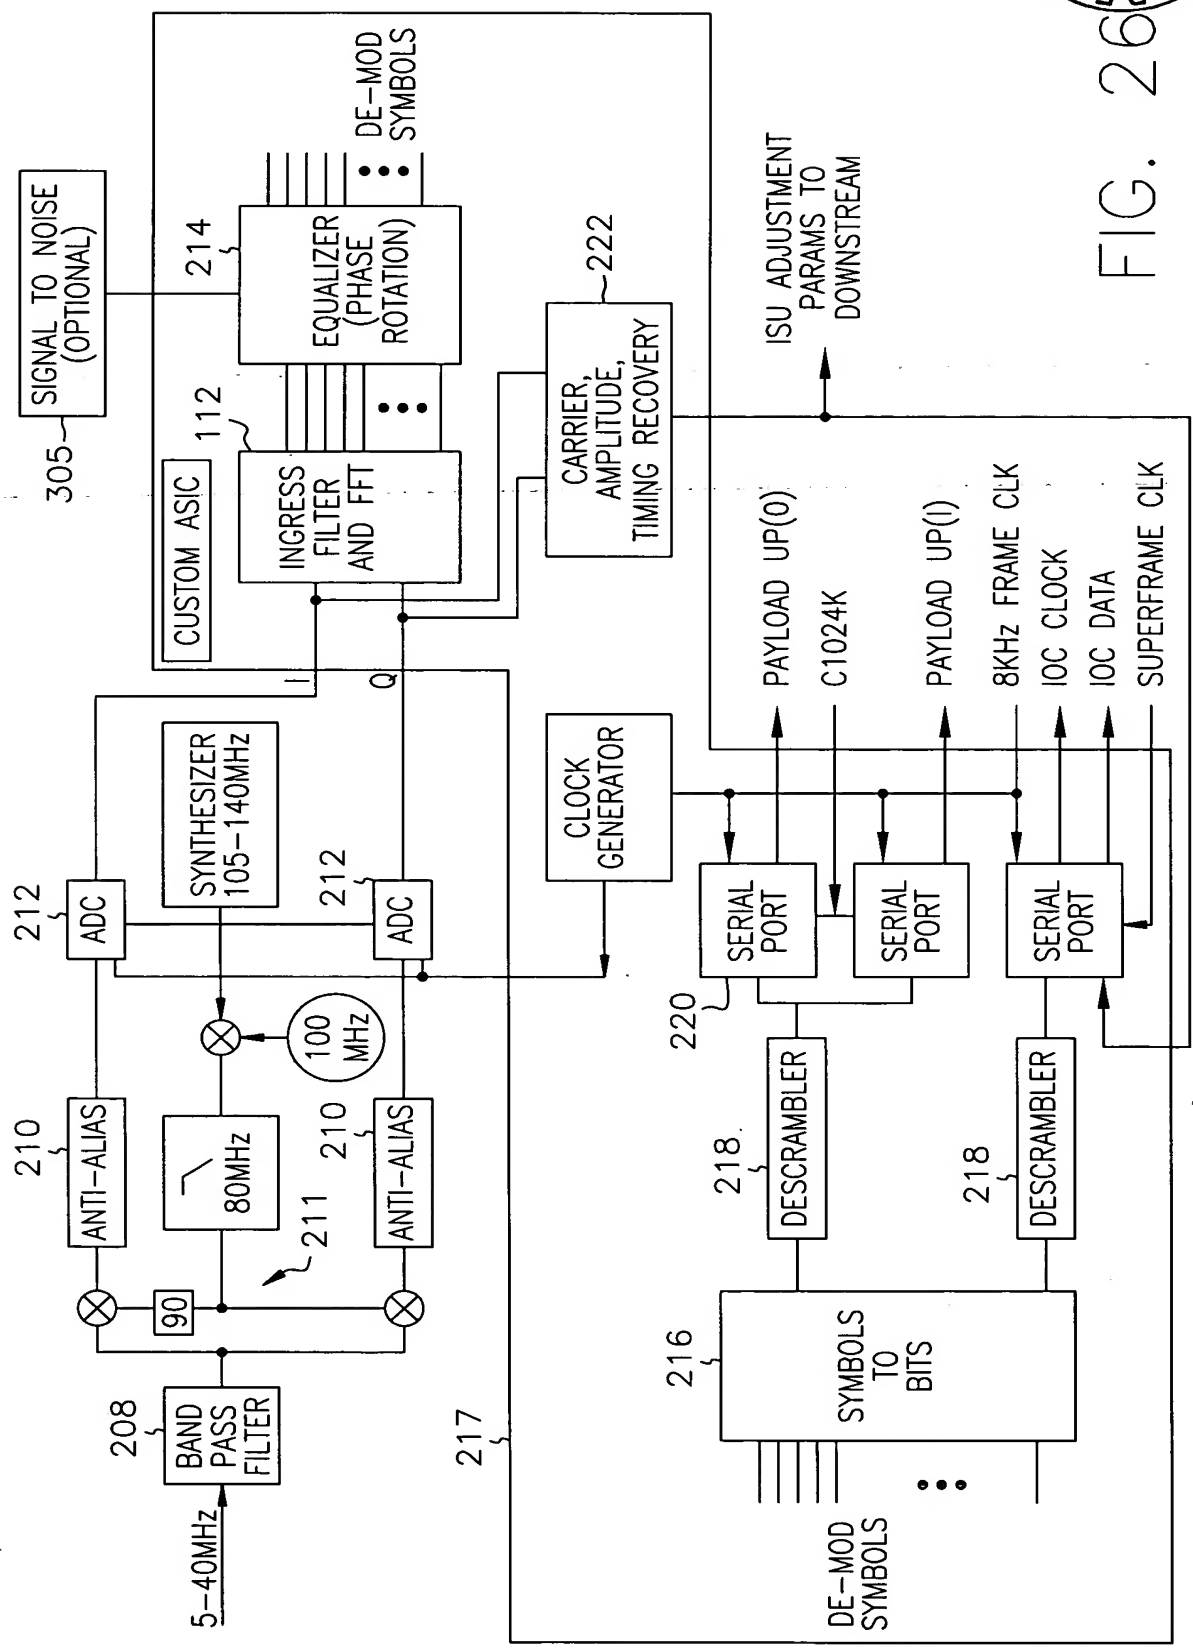 5-40MHz
208
BAND
PASS
FILTER
90
211
210
ANTI-ALIAS
80MHz
210
ANTI-ALIAS
100
MHz
SYNTHESIZER
105-140MHz
212
ADC
212
ADC
I
Q
CUSTOM ASIC
112
INGRESS
FILTER
AND FFT
214
EQUALIZER
(PHASE
ROTATION)
305
SIGNAL TO NOISE
(OPTIONAL)
DE-MOD
SYMBOLS
222
CARRIER,
AMPLITUDE,
TIMING RECOVERY
ISU ADJUSTMENT
PARAMS TO
DOWNSTREAM
CLOCK
GENERATOR
217
DE-MOD
SYMBOLS
216
SYMBOLS
TO
BITS
218
DESCRAMBLER
218
DESCRAMBLER
220
SERIAL
PORT
SERIAL
PORT
SERIAL
PORT
PAYLOAD UP(0)
C1024K
PAYLOAD UP(1)
8KHz FRAME CLK
IOC CLOCK
IOC DATA
SUPERFRAME CLK
FIG. 26